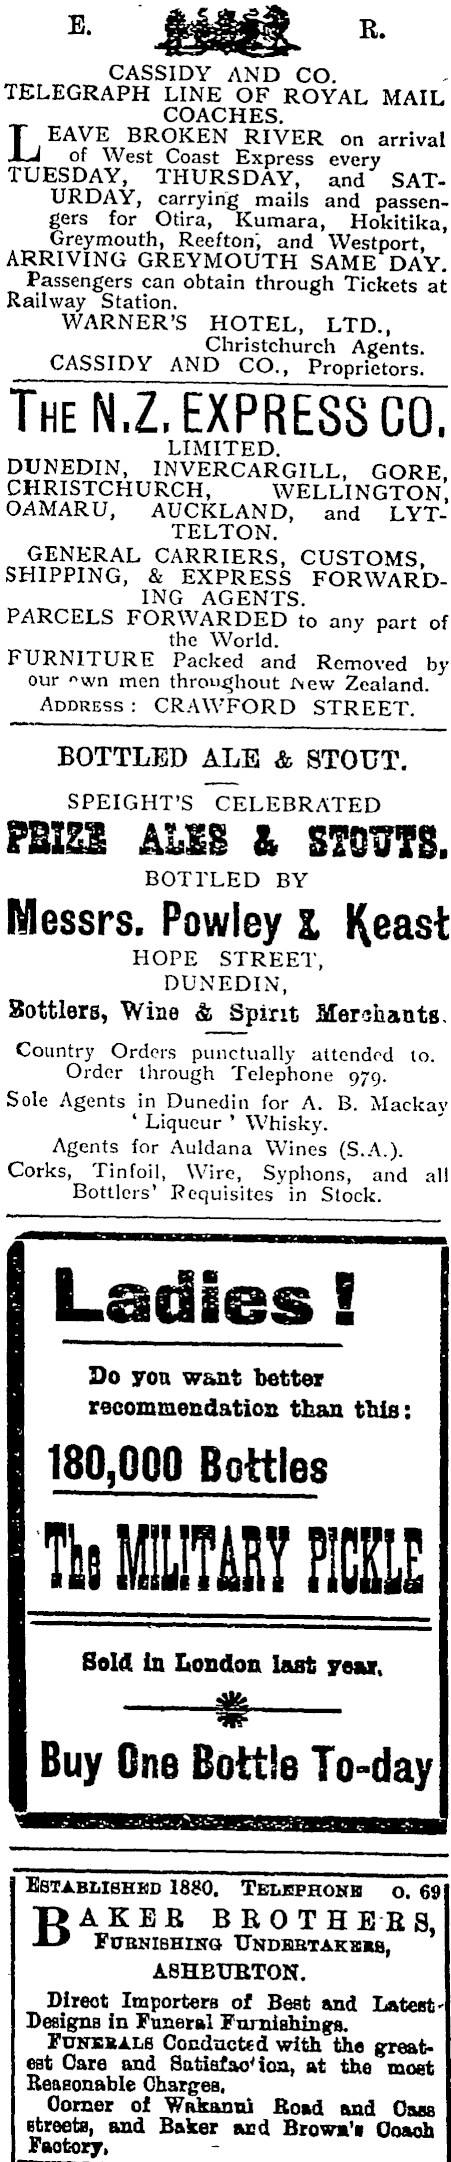 E. R.
CASSIDY AND CO.
TELEGRAPH LINE OF ROYAL MAIL
COACHES.
LEAVE BROKEN RIVER on arrival
of West Coast Express every
TUESDAY, THURSDAY, and SAT-
URDAY, carrying mails and passen-
gers for Otira, Kumara, Hokitika,
Greymouth, Reefton, and Westport,
ARRIVING GREYMOUTH SAME DAY.
Passengers can obtain through Tickets at
Railway Station.
WARNER'S HOTEL, LTD.,
Christchurch Agents.
CASSIDY AND CO., Proprietors.
THE N.Z. EXPRESS CO.
LIMITED.
DUNEDIN, INVERCARGILL, GORE,
CHRISTCHURCH, WELLINGTON,
OAMARU, AUCKLAND, and LYT-
TELTON.
GENERAL CARRIERS, CUSTOMS,
SHIPPING, & EXPRESS FORWARD-
ING AGENTS.
PARCELS FORWARDED to any part of
the World.
FURNITURE Packed and Removed by
our own men throughout New Zealand.
ADDRESS: CRAWFORD STREET.
BOTTLED ALE & STOUT.
SPEIGHT'S CELEBRATED
PRIZE ALES & STOUTS.
BOTTLED BY
Messrs. Powley & Keast
HOPE STREET,
DUNEDIN,
Bottlers, Wine & Spirit Merchants.
Country Orders punctually attended to.
Order through Telephone 979.
Sole Agents in Dunedin for A. B. Mackay
' Liqueur ' Whisky.
Agents for Auldana Wines (S.A.).
Corks, Tinfoil, Wire, Syphons, and all
Bottlers' Requisites in Stock.
Ladies!
Do you want better
recommendation than this:
180,000 Bottles
The MILITARY PICKLE
Sold in London last year.
Buy One Bottle To-day
ESTABLISHED 1880. TELEPHONE o. 69
BAKER BROTHERS,
FURNISHING UNDERTAKERS,
ASHBURTON.
Direct Importers of Best and Latest
Designs in Funeral Furnishings.
FUNERALS Conducted with the great-
est Care and Satisfaction, at the most
Reasonable Charges.
Corner of Wakanui Road and Cass
streets, and Baker and Brown's Coach
Factory.